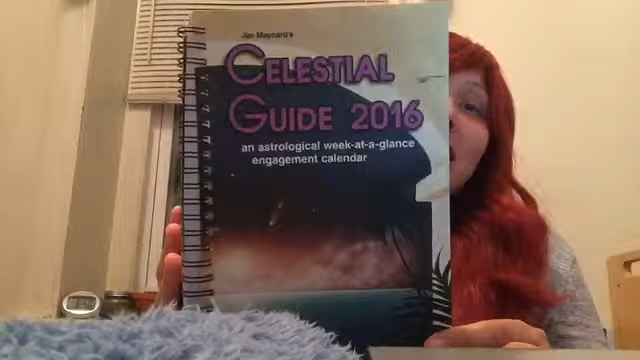 Jim Maynard's
CELESTIAL
GUIDE 2016
an astrological week-at-a-glance
engagement calendar